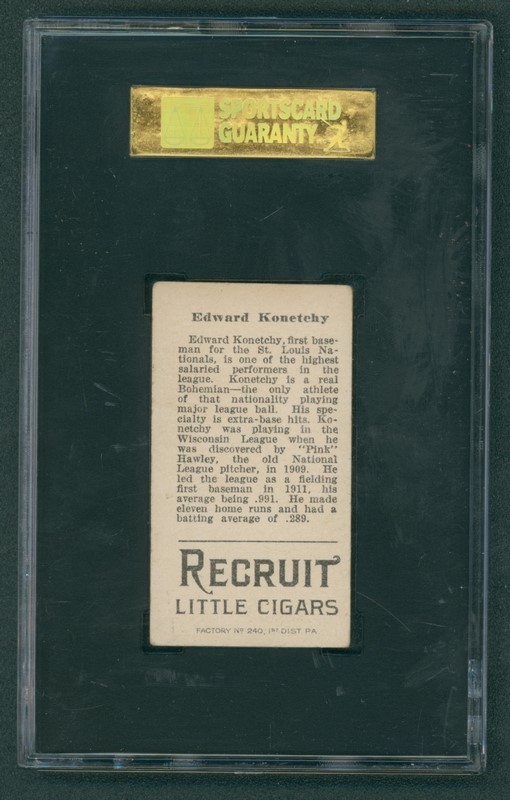 SPORTSCARD
GUARANTY
Edward Konetchy
Edward Konetchy, first base-
man for the St. Louis Na-
tionals, is one of the highest
salaried performers in the
league. Konetchy is a real
Bohemian—the only athlete
of that nationality playing
major league ball. His spe-
cialty is extra-base hits. Ko-
netchy was playing in the
Wisconsin League when he
was discovered by "Pink"
Hawley, the old National
League pitcher, in 1909. He
led the league as a fielding
first baseman in 1911, his
average being .991. He made
eleven home runs and had a
batting average of .289.
RECRUIT
LITTLE CIGARS
FACTORY Nº 240, 1ST DIST. PA.